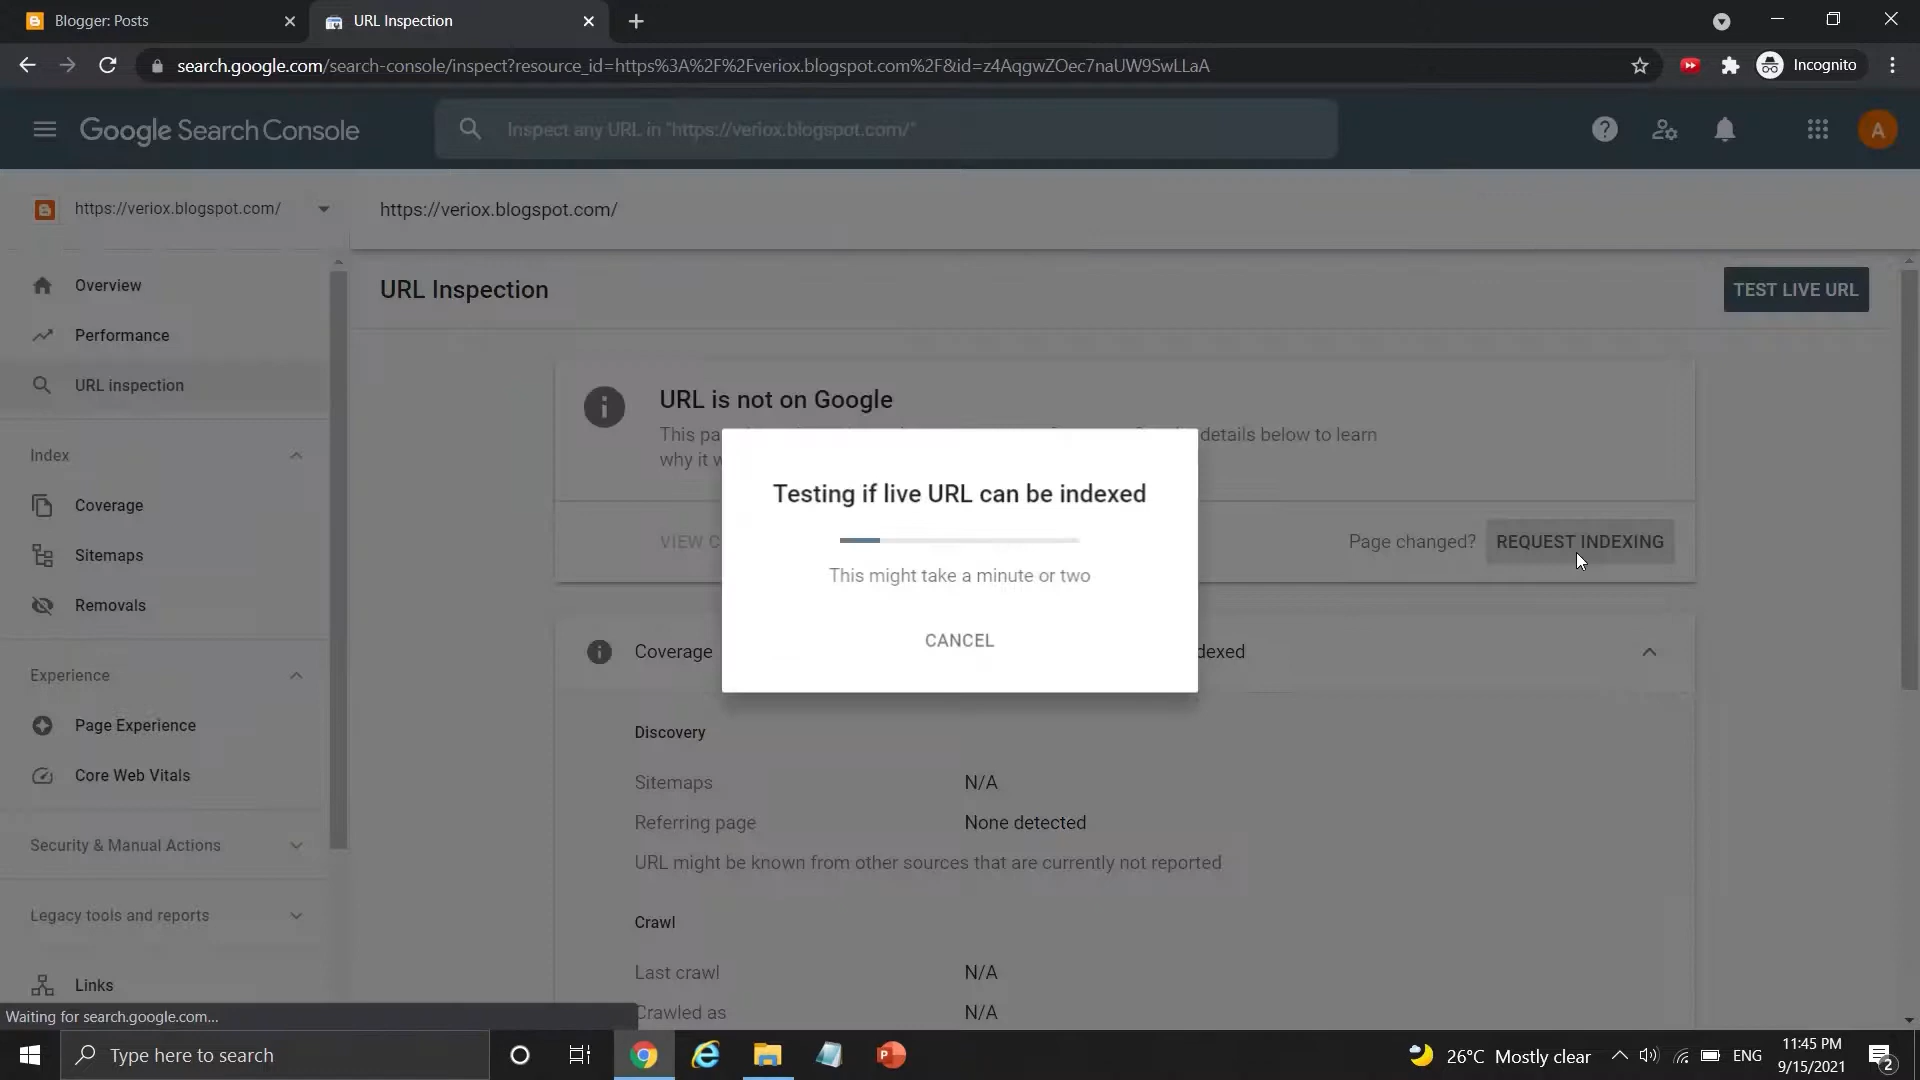 Blogger: Posts
URL Inspection
search.google.com/search-console/inspect?resource_id=https%3A%2F%2Fveriox.blogspot.com%2F&id=z4AqgwZOec7naUW9SwLLaA
Incognito
Google Search Console
Inspect any URL in "https://veriox.blogspot.com/"
A
https://veriox.blogspot.com/
https://veriox.blogspot.com/
Overview
Performance
URL inspection
Index
Coverage
Sitemaps
Removals
Experience
Page Experience
Core Web Vitals
Security & Manual Actions
Legacy tools and reports
Links
URL Inspection
TEST LIVE URL
URL is not on Google
This pa
details below to learn
why it w
VIEW C
Page changed? REQUEST INDEXING
Testing if live URL can be indexed
This might take a minute or two
CANCEL
Coverage
dexed
Discovery
Sitemaps N/A
Referring page None detected
URL might be known from other sources that are currently not reported
Crawl
Last crawl N/A
Crawled as N/A
Waiting for search.google.com...
Type here to search
26°C Mostly clear
ENG
11:45 PM
9/15/2021
2